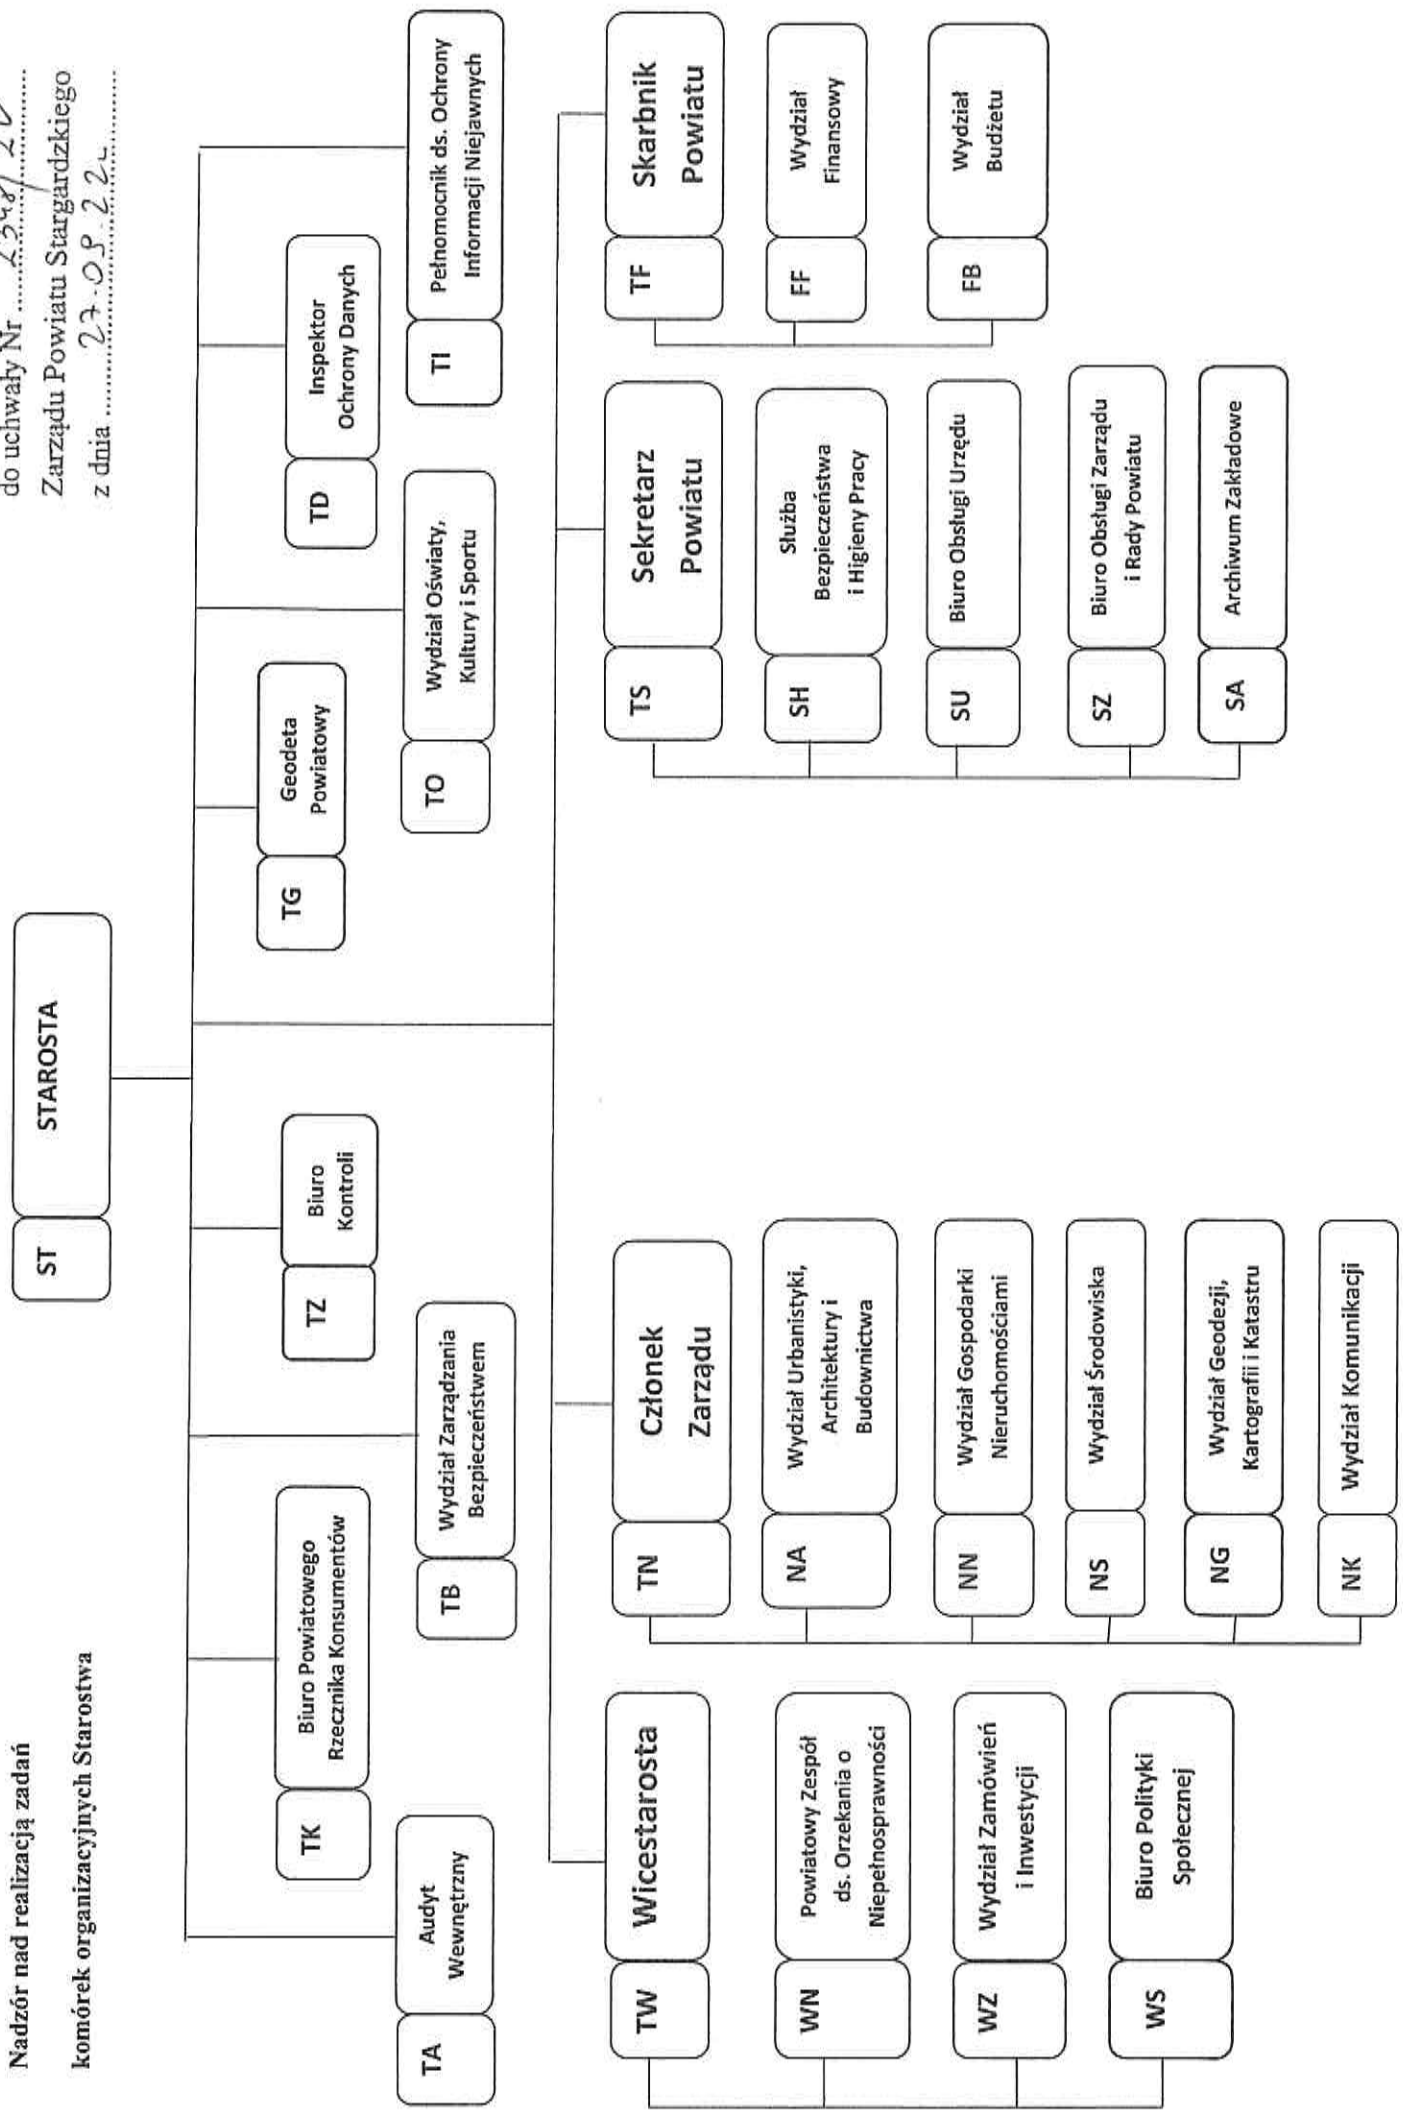 do uchwały Nr
Zarządu Powiatu Stargardzkiego
z dnia 27.09.22
Nadzór nad realizacją zadań
komórek organizacyjnych Starostwa
ST
STAROSTA
TA
Audyt
Wewnętrzny
TK
Biuro Powiatowego
Rzecznika Konsumentów
TB
Wydział Zarządzania
Bezpieczeństwem
TZ
Biuro
Kontroli
TG
Geodeta
Powiatowy
TO
Wydział Oświaty,
Kultury i Sportu
TD
Inspektor
Ochrony Danych
TI
Pełnomocnik ds. Ochrony
Informacji Niejawnych
TW
Wicestarosta
WN
Powiatowy Zespół
ds. Orzekania o
Niepełnosprawności
WZ
Wydział Zamówień
i Inwestycji
WS
Biuro Polityki
Społecznej
TN
Członek
Zarządu
NA
Wydział Urbanistyki,
Architektury i
Budownictwa
NN
Wydział Gospodarki
Nieruchomościami
NS
Wydział Środowiska
NG
Wydział Geodezji,
Kartografii i Katastru
NK
Wydział Komunikacji
TS
Sekretarz
Powiatu
SH
Służba
Bezpieczeństwa
i Higieny Pracy
SU
Biuro Obsługi Urzędu
SZ
Biuro Obsługi Zarządu
i Rady Powiatu
SA
Archiwum Zakładowe
TF
Skarbnik
Powiatu
FF
Wydział
Finansowy
FB
Wydział
Budżetu